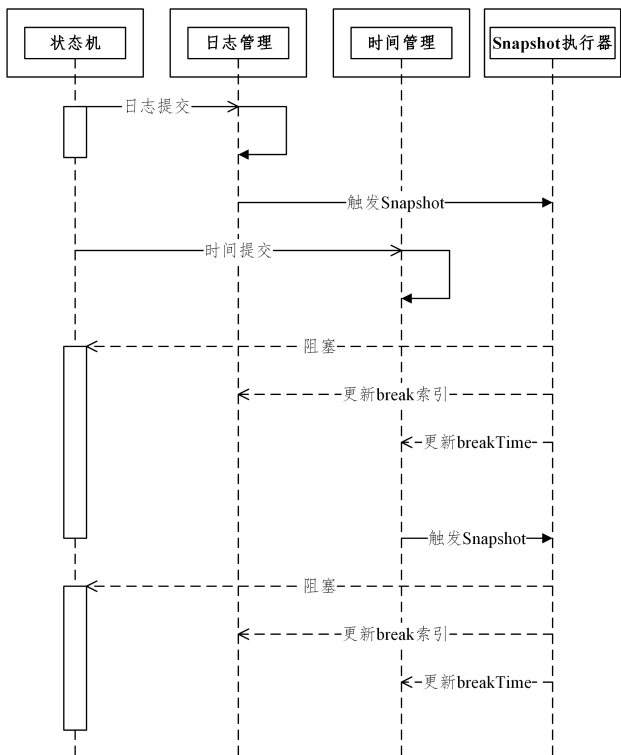 状态机
日志管理
时间管理
Snapshot执行器
日志提交
触发Snapshot
时间提交
阻塞
更新break索引
更新breakTime
触发Snapshot
阻塞
更新break索引
更新breakTime